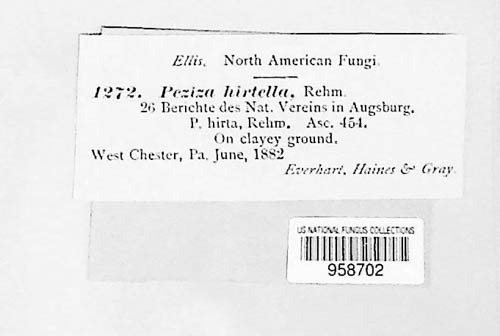 Ellis. North American Fungi.
1272. Peziza hirtella. Rehm.
26 Berichte des Nat. Vereins in Augsburg.
P. hirta, Rehm. Asc. 454.
On clayey ground.
West Chester, Pa. June, 1882
Everhart, Haines & Gray.
US NATIONAL FUNGUS COLLECTIONS
958702